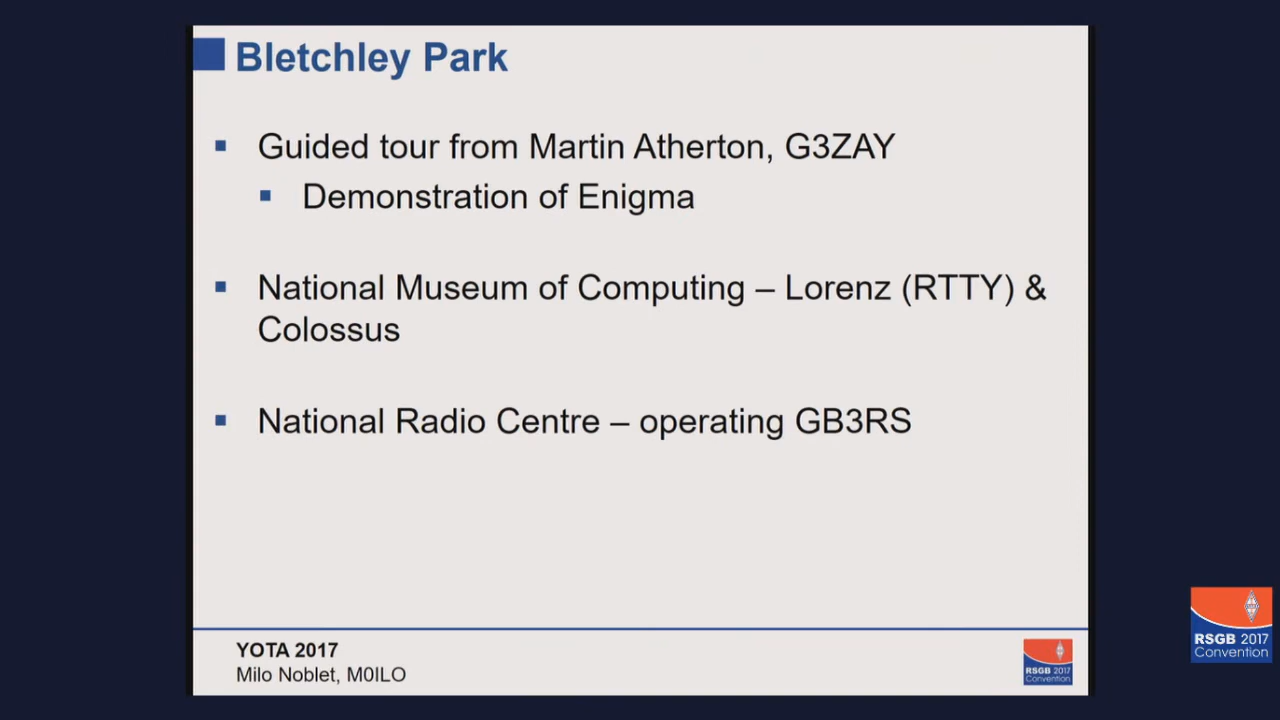 Bletchley Park
Guided tour from Martin Atherton, G3ZAY
Demonstration of Enigma
National Museum of Computing – Lorenz (RTTY) &
Colossus
National Radio Centre – operating GB3RS
YOTA 2017
Milo Noblet, M0ILO
RSGB 2017
Convention
RSGB 2017
Convention